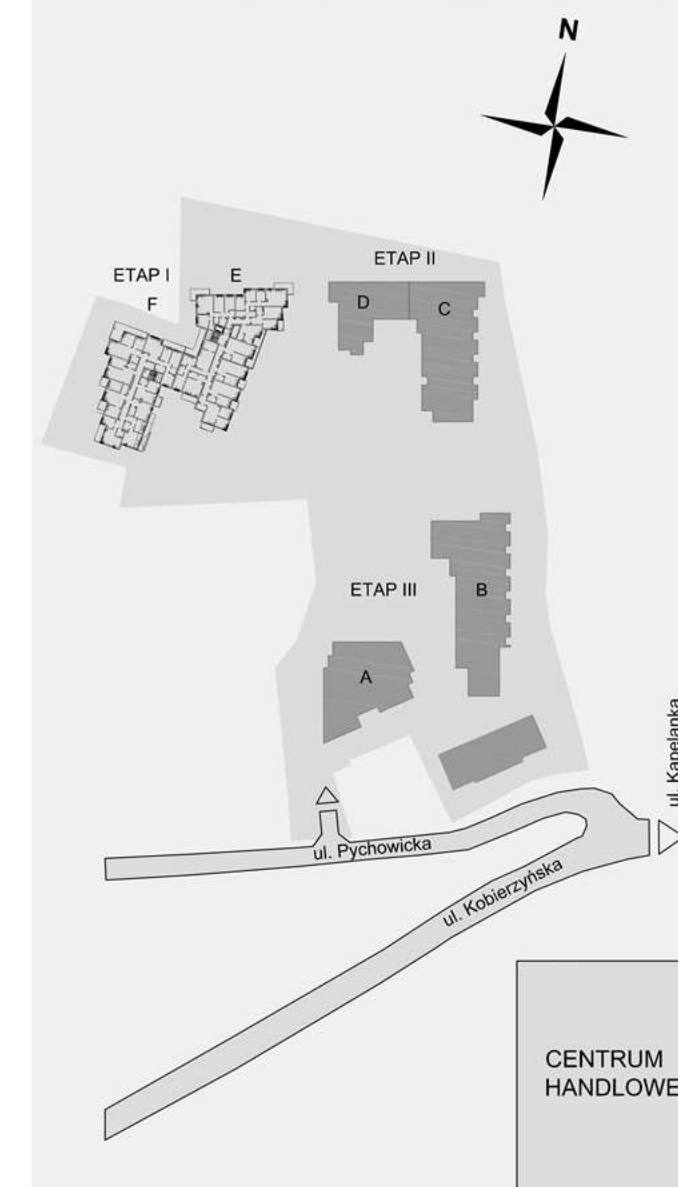 N
ETAP II
ETAP I
E
F
D
C
ETAP III
B
A
ul. Kapelanka
ul. Pychowicka
ul. Kobierzyńska
CENTRUM
HANDLOWE